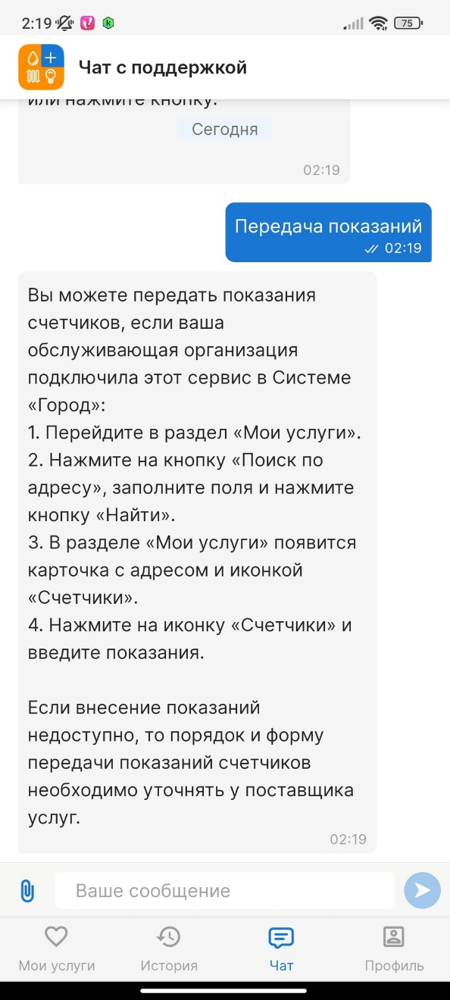 2:19
75
Чат с поддержкой
или нажмите кнопку.
Сегодня
02:19
Передача показаний
02:19
Вы можете передать показания
счетчиков, если ваша
обслуживающая организация
подключила этот сервис в Системе
«Город»:
1. Перейдите в раздел «Мои услуги».
2. Нажмите на кнопку «Поиск по
адресу», заполните поля и нажмите
кнопку «Найти».
3. В разделе «Мои услуги» появится
карточка с адресом и иконкой
«Счетчики».
4. Нажмите на иконку «Счетчики» и
введите показания.
Если внесение показаний
недоступно, то порядок и форму
передачи показаний счетчиков
необходимо уточнять у поставщика
услуг.
02:19
Ваше сообщение
Мои услуги
История
Чат
Профиль